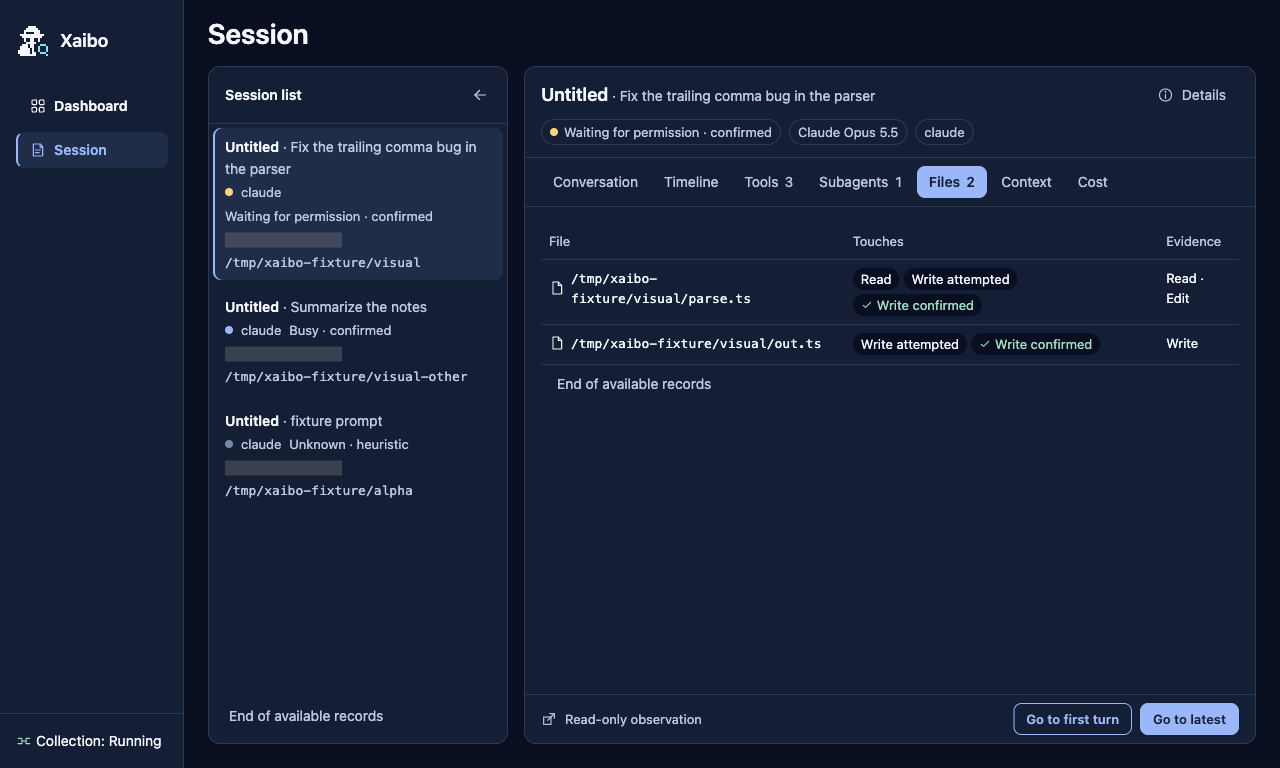 Xaibo
Dashboard
Session
Collection: Running
Session
Session list
Untitled · Fix the trailing comma bug in
the parser
claude
Waiting for permission · confirmed
/tmp/xaibo-fixture/visual
Untitled · Summarize the notes
claude Busy · confirmed
/tmp/xaibo-fixture/visual-other
Untitled · fixture prompt
claude Unknown · heuristic
/tmp/xaibo-fixture/alpha
End of available records
Untitled · Fix the trailing comma bug in the parser
Details
Waiting for permission · confirmed
Claude Opus 5.5
claude
Conversation Timeline Tools 3 Subagents 1 Files 2 Context Cost
File Touches Evidence
/tmp/xaibo-
fixture/visual/parse.ts
Read Write attempted
Write confirmed
Read ·
Edit
/tmp/xaibo-fixture/visual/out.ts Write attempted Write confirmed Write
End of available records
Read-only observation
Go to first turn
Go to latest